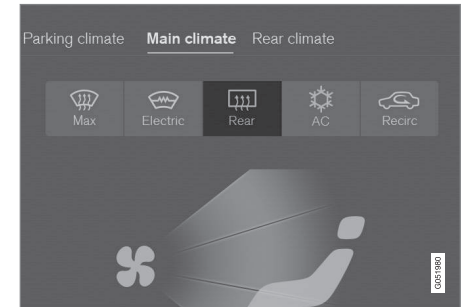 Parking climate Main climate Rear climate
Max Electric Rear AC Recirc
G051980